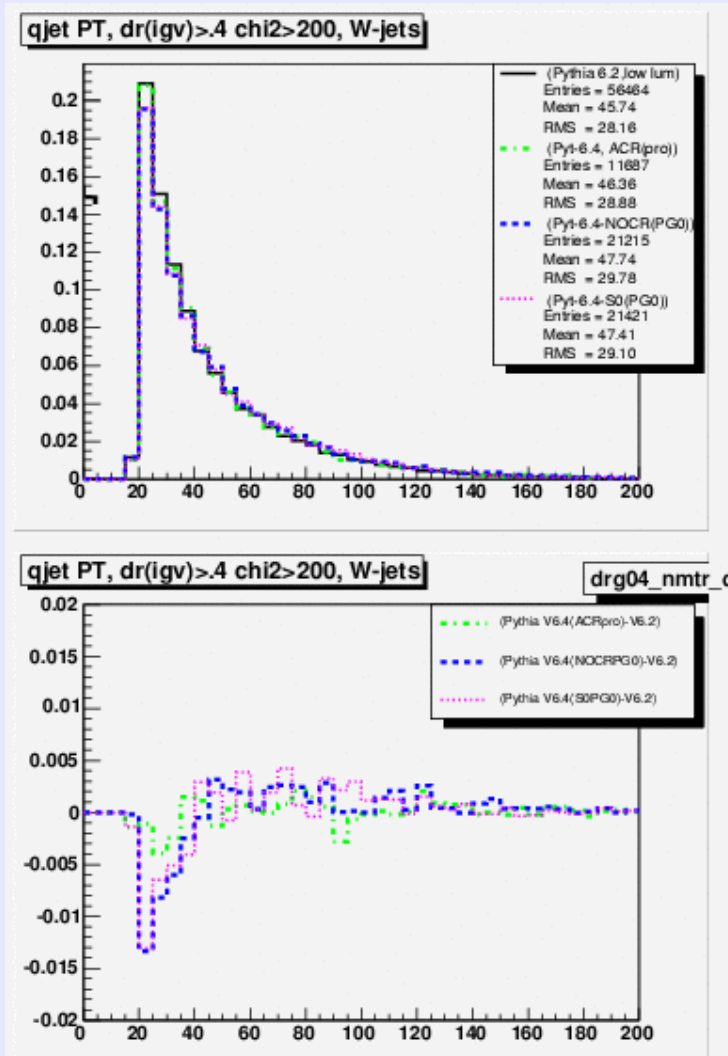 qjet PT, dr(igv)>.4 chi2>200, W-jets
(Pythia 6.2,low lum)
Entries = 56464
Mean = 45.74
RMS = 28.16
(Pyt-6.4, ACR(pro))
Entries = 11687
Mean = 46.36
RMS = 28.88
(Pyt-6.4-NOCR(PG0))
Entries = 21215
Mean = 47.74
RMS = 29.78
(Pyt-6.4-S0(PG0))
Entries = 21421
Mean = 47.41
RMS = 29.10
0.2
0.18
0.16
0.14
0.12
0.1
0.08
0.06
0.04
0.02
0
0 20 40 60 80 100 120 140 160 180 200
qjet PT, dr(igv)>.4 chi2>200, W-jets
drg04_nmtr_c
(Pythia V6.4(ACRpro)-V6.2)
(Pythia V6.4(NOCRPG0)-V6.2)
(Pythia V6.4(S0PG0)-V6.2)
0.02
0.015
0.01
0.005
0
-0.005
-0.01
-0.015
-0.02
0 20 40 60 80 100 120 140 160 180 200